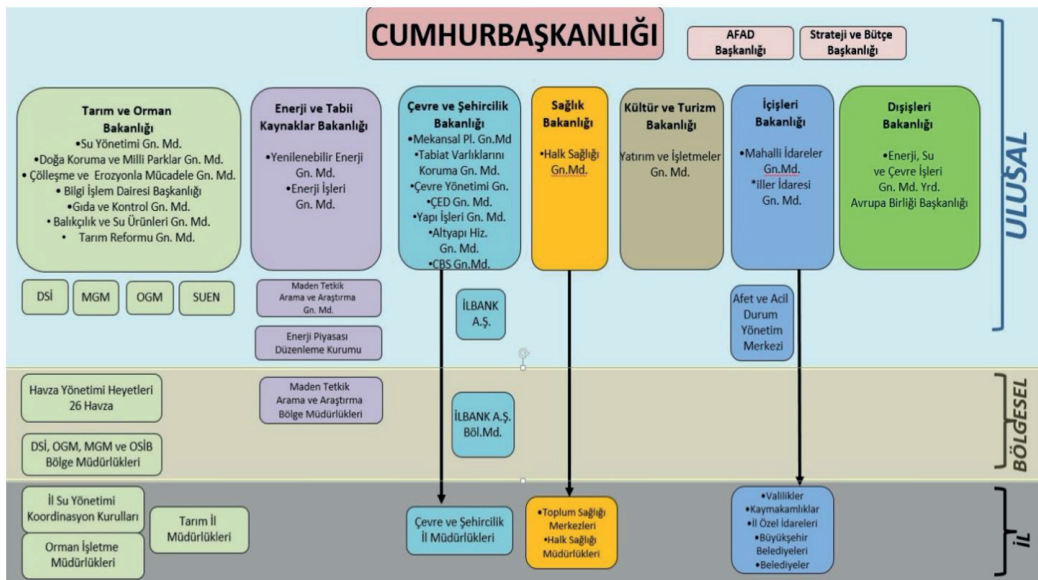 CUMHURBAŞKANLIĞI
AFAD
Başkanlığı
Strateji ve Bütçe
Başkanlığı
ULUSAL
Tarım ve Orman
Bakanlığı
•Su Yönetimi Gn. Md.
•Doğa Koruma ve Milli Parklar Gn. Md.
•Çölleşme ve Erozyonla Mücadele Gn. Md.
•Bilgi İşlem Dairesi Başkanlığı
•Gıda ve Kontrol Gn. Md.
•Balıkçılık ve Su Ürünleri Gn. Md.
•Tarım Reformu Gn. Md.
Enerji ve Tabii
Kaynaklar Bakanlığı
•Yenilenebilir Enerji
Gn. Md.
•Enerji İşleri
Gn. Md.
Çevre ve Şehircilik
Bakanlığı
•Mekansal Pl. Gn.Md
•Tabiat Varlıklarını
Koruma Gn. Md.
•Çevre Yönetimi Gn.
•ÇED Gn. Md.
•Yapı İşleri Gn. Md.
•Altyapı Hiz.
Gn. Md.
•CBS Gn.Md.
Sağlık
Bakanlığı
•Halk Sağlığı
Gn.Md.
Kültür ve Turizm
Bakanlığı
Yatırım ve İşletmeler
Gn. Md.
İçişleri
Bakanlığı
•Mahalli İdareler
Gn.Md.
•iller İdaresi
Gn. Md.
Dışişleri
Bakanlığı
•Enerji, Su
ve Çevre İşleri
Gn. Md. Yrd.
Avrupa Birliği Başkanlığı
DSİ
MGM
OGM
SUEN
Maden Tetkik
Arama ve Araştırma
Gn. Md.
Enerji Piyasası
Düzenleme Kurumu
İLBANK
A.Ş.
Afet ve Acil
Durum
Yönetim
Merkezi
BÖLGESEL
Havza Yönetimi Heyetleri
26 Havza
DSİ, OGM, MGM ve OSİB
Bölge Müdürlükleri
Maden Tetkik
Arama ve Araştırma
Bölge Müdürlükleri
İLBANK A.Ş.
Böl.Md.
İL
İl Su Yönetimi
Koordinasyon Kurulları
Orman İşletme
Müdürlükleri
Tarım İl
Müdürlükleri
Çevre ve Şehircilik
İl Müdürlükleri
•Toplum Sağlığı
Merkezleri
•Halk Sağlığı
Müdürlükleri
•Valilikler
•Kaymakamlıklar
•İl Özel İdareleri
•Büyükşehir
Belediyeleri
•Belediyeler